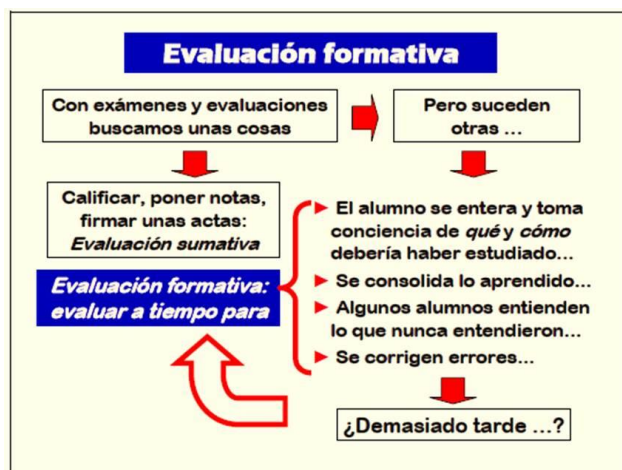 Evaluación formativa
Con exámenes y evaluaciones
buscamos unas cosas
Pero suceden
otras ...
Calificar, poner notas,
firmar unas actas:
Evaluación sumativa
Evaluación formativa:
evaluar a tiempo para
El alumno se entera y toma
conciencia de qué y cómo
debería haber estudiado...
Se consolida lo aprendido...
Algunos alumnos entienden
lo que nunca entendieron...
Se corrigen errores...
¿Demasiado tarde ...?